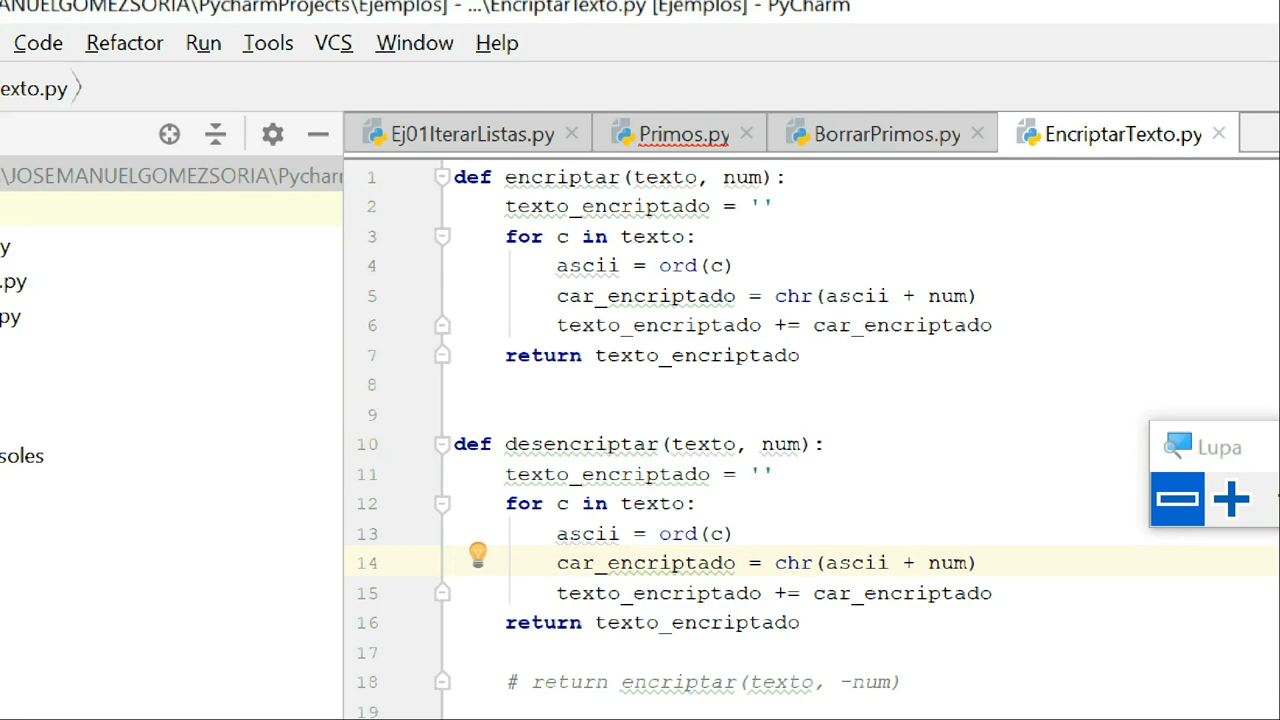 MANUELGOMEZSORIA\PycharmProjects\Ejemplos] - ...\EncriptarTexto.py [Ejemplos] - PyCharm
Code Refactor Run Tools VCS Window Help
exto.py
Ej01IterarListas.py Primos.py BorrarPrimos.py EncriptarTexto.py
\JOSEMANUELGOMEZSORIA\Pycharm
y
.py
py
soles
1 def encriptar(texto, num):
2 texto_encriptado = ''
3 for c in texto:
4 ascii = ord(c)
5 car_encriptado = chr(ascii + num)
6 texto_encriptado += car_encriptado
7 return texto_encriptado
8
9
10 def desencriptar(texto, num):
11 texto_encriptado = ''
12 for c in texto:
13 ascii = ord(c)
14 car_encriptado = chr(ascii + num)
15 texto_encriptado += car_encriptado
16 return texto_encriptado
17
18 # return encriptar(texto, -num)
19
Lupa